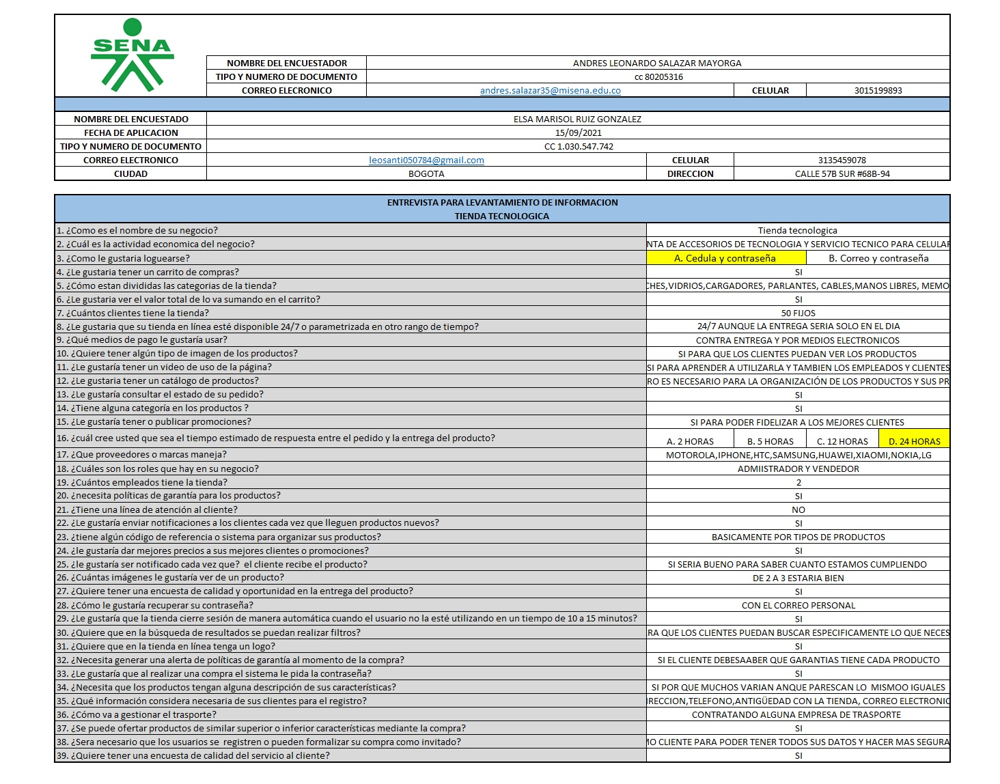 SENA
NOMBRE DEL ENCUESTADOR ANDRES LEONARDO SALAZAR MAYORGA
TIPO Y NUMERO DE DOCUMENTO cc 80205316
CORREO ELECRONICO andres.salazar35@misena.edu.co CELULAR 3015199893
NOMBRE DEL ENCUESTADO ELSA MARISOL RUIZ GONZALEZ
FECHA DE APLICACION 15/09/2021
TIPO Y NUMERO DE DOCUMENTO CC 1.030.547.742
CORREO ELECTRONICO leosanti050784@gmail.com CELULAR 3135459078
CIUDAD BOGOTA DIRECCION CALLE 57B SUR #68B-94
ENTREVISTA PARA LEVANTAMIENTO DE INFORMACION
TIENDA TECNOLOGICA
1. ¿Como es el nombre de su negocio? Tienda tecnologica
2. ¿Cuál es la actividad economica del negocio? NTA DE ACCESORIOS DE TECNOLOGIA Y SERVICIO TECNICO PARA CELULAR
3. ¿Como le gustaria loguearse? A. Cedula y contraseña B. Correo y contraseña
4. ¿Le gustaria tener un carrito de compras? SI
5. ¿Cómo estan divididas las categorias de la tienda? CHES,VIDRIOS,CARGADORES, PARLANTES, CABLES,MANOS LIBRES, MEMO
6. ¿Le gustaria ver el valor total de lo va sumando en el carrito? SI
7. ¿Cuántos clientes tiene la tienda? 50 FIJOS
8. ¿Le gustaria que su tienda en línea esté disponible 24/7 o parametrizada en otro rango de tiempo? 24/7 AUNQUE LA ENTREGA SERIA SOLO EN EL DIA
9. ¿Qué medios de pago le gustaría usar? CONTRA ENTREGA Y POR MEDIOS ELECTRONICOS
10. ¿Quiere tener algún tipo de imagen de los productos? SI PARA QUE LOS CLIENTES PUEDAN VER LOS PRODUCTOS
11. ¿Le gustaría tener un video de uso de la página? SI PARA APRENDER A UTILIZARLA Y TAMBIEN LOS EMPLEADOS Y CLIENTES
12. ¿Le gustaria tener un catálogo de productos? RO ES NECESARIO PARA LA ORGANIZACIÓN DE LOS PRODUCTOS Y SUS PR
13. ¿Le gustaría consultar el estado de su pedido? SI
14. ¿Tiene alguna categoría en los productos ? SI
15. ¿Le gustaría tener o publicar promociones? SI PARA PODER FIDELIZAR A LOS MEJORES CLIENTES
16. ¿cuál cree usted que sea el tiempo estimado de respuesta entre el pedido y la entrega del producto? A. 2 HORAS B. 5 HORAS C. 12 HORAS D. 24 HORAS
17. ¿Que proveedores o marcas maneja? MOTOROLA,IPHONE,HTC,SAMSUNG,HUAWEI,XIAOMI,NOKIA,LG
18. ¿Cuáles son los roles que hay en su negocio? ADMIISTRADOR Y VENDEDOR
19. ¿Cuántos empleados tiene la tienda? 2
20. ¿necesita políticas de garantía para los productos? SI
21. ¿Tiene una línea de atención al cliente? NO
22. ¿Le gustaría enviar notificaciones a los clientes cada vez que lleguen productos nuevos? SI
23. ¿tiene algún código de referencia o sistema para organizar sus productos? BASICAMENTE POR TIPOS DE PRODUCTOS
24. ¿le gustaría dar mejores precios a sus mejores clientes o promociones? SI
25. ¿le gustaría ser notificado cada vez que?  el cliente recibe el producto? SI SERIA BUENO PARA SABER CUANTO ESTAMOS CUMPLIENDO
26. ¿Cuántas imágenes le gustaría ver de un producto? DE 2 A 3 ESTARIA BIEN
27. ¿Quiere tener una encuesta de calidad y oportunidad en la entrega del producto? SI
28. ¿Cómo le gustaría recuperar su contraseña? CON EL CORREO PERSONAL
29. ¿Le gustaría que la tienda cierre sesión de manera automática cuando el usuario no la esté utilizando en un tiempo de 10 a 15 minutos? SI
30. ¿Quiere que en la búsqueda de resultados se puedan realizar filtros? RA QUE LOS CLIENTES PUEDAN BUSCAR ESPECIFICAMENTE LO QUE NECES
31. ¿Quiere que en la tienda en línea tenga un logo? SI
32. ¿Necesita generar una alerta de políticas de garantía al momento de la compra? SI EL CLIENTE DEBESAABER QUE GARANTIAS TIENE CADA PRODUCTO
33. ¿Le gustaría que al realizar una compra el sistema le pida la contraseña? SI
34. ¿Necesita que los productos tengan alguna descripción de sus características? SI POR QUE MUCHOS VARIAN ANQUE PARESCAN LO  MISMOO IGUALES
35. ¿Qué información considera necesaria de sus clientes para el registro? IRECCION,TELEFONO,ANTIGÜEDAD CON LA TIENDA, CORREO ELECTRONIC
36. ¿Cómo va a gestionar el trasporte? CONTRATANDO ALGUNA EMPRESA DE TRASPORTE
37. ¿Se puede ofertar productos de similar superior o inferior características mediante la compra? SI
38. ¿Sera necesario que los usuarios se  registren o pueden formalizar su compra como invitado? MO CLIENTE PARA PODER TENER TODOS SUS DATOS Y HACER MAS SEGURA
39. ¿Quiere tener una encuesta de calidad del servicio al cliente? SI